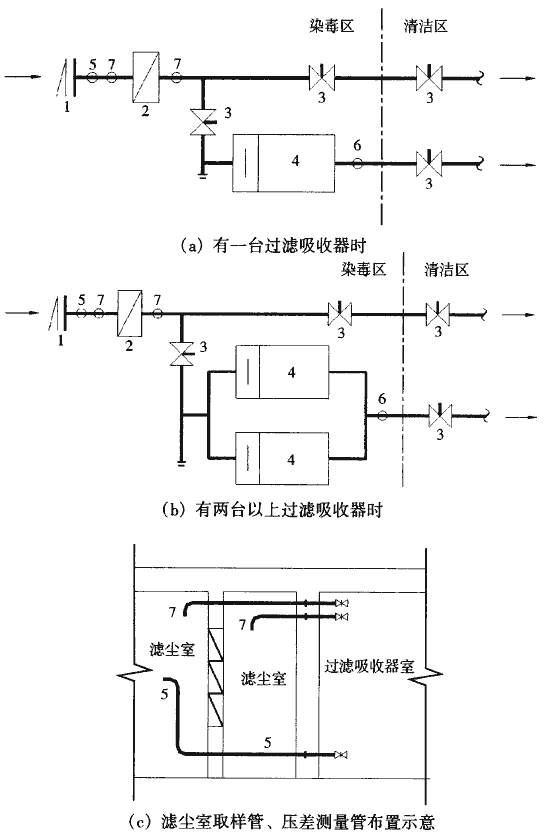 染毒区 清洁区
5 7 7
1 2 3 3
3
4 6
3
(a) 有一台过滤吸收器时
染毒区 清洁区
5 7 7
1 2 3 3
3
4
6
3
4
(b) 有两台以上过滤吸收器时
7
7
滤尘室 滤尘室 过滤吸收器室
5
5
(c) 滤尘室取样管、压差测量管布置示意